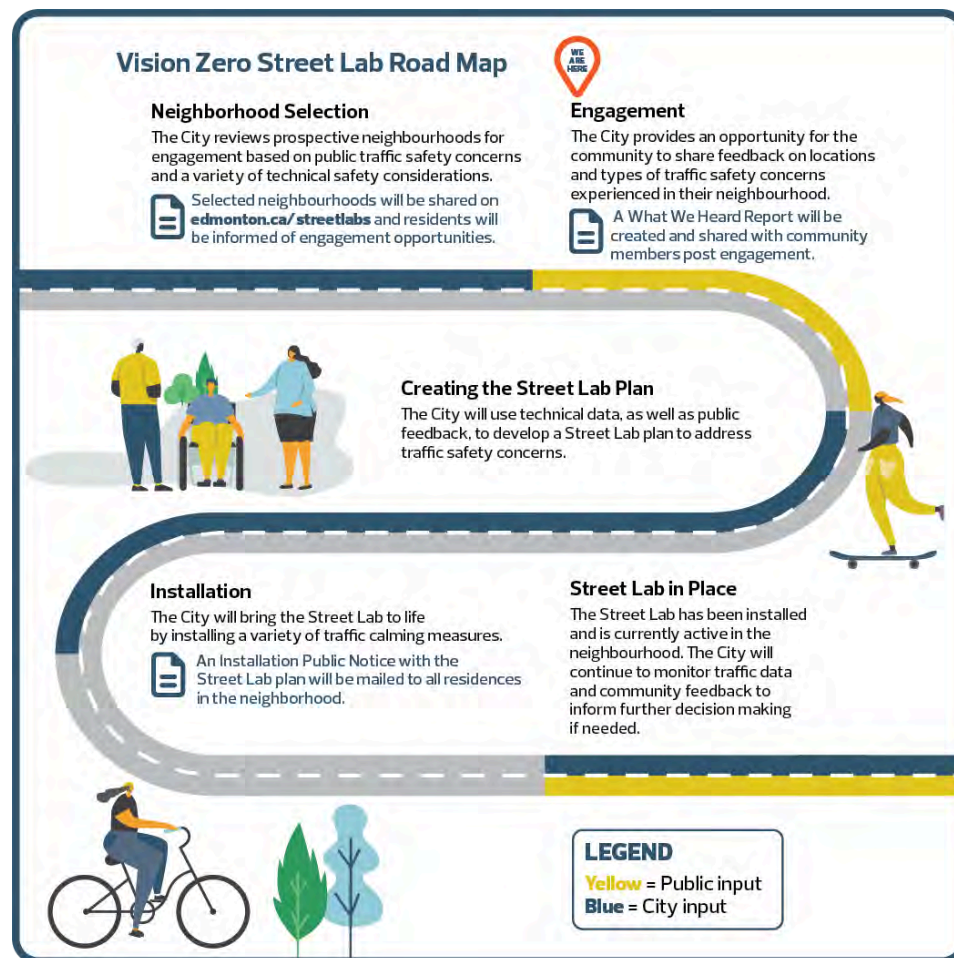 Vision Zero Street Lab Road Map
WE
ARE
HERE
Neighborhood Selection
The City reviews prospective neighbourhoods for
engagement based on public traffic safety concerns
and a variety of technical safety considerations.
Selected neighbourhoods will be shared on
edmonton.ca/streetlabs and residents will
be informed of engagement opportunities.
Engagement
The City provides an opportunity for the
community to share feedback on locations
and types of traffic safety concerns
experienced in their neighbourhood.
A What We Heard Report will be
created and shared with community
members post engagement.
Creating the Street Lab Plan
The City will use technical data, as well as public
feedback, to develop a Street Lab plan to address
traffic safety concerns.
Installation
The City will bring the Street Lab to life
by installing a variety of traffic calming measures.
An Installation Public Notice with the
Street Lab plan will be mailed to all residences
in the neighborhood.
Street Lab in Place
The Street Lab has been installed
and is currently active in the
neighbourhood. The City will
continue to monitor traffic data
and community feedback to
inform further decision making
if needed.
LEGEND
Yellow = Public input
Blue = City input